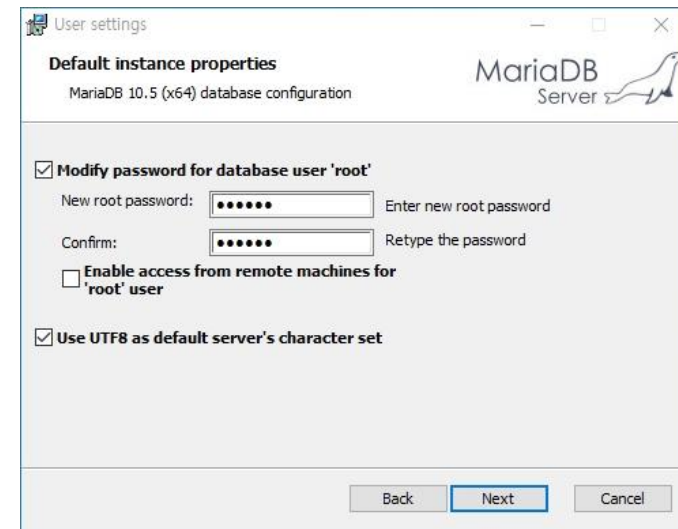 User settings
Default instance properties
MariaDB 10.5 (x64) database configuration
MariaDB
Server
Modify password for database user 'root'
New root password: ●●●●●● Enter new root password
Confirm: ●●●●●● Retype the password
Enable access from remote machines for
'root' user
Use UTF8 as default server's character set
Back Next Cancel